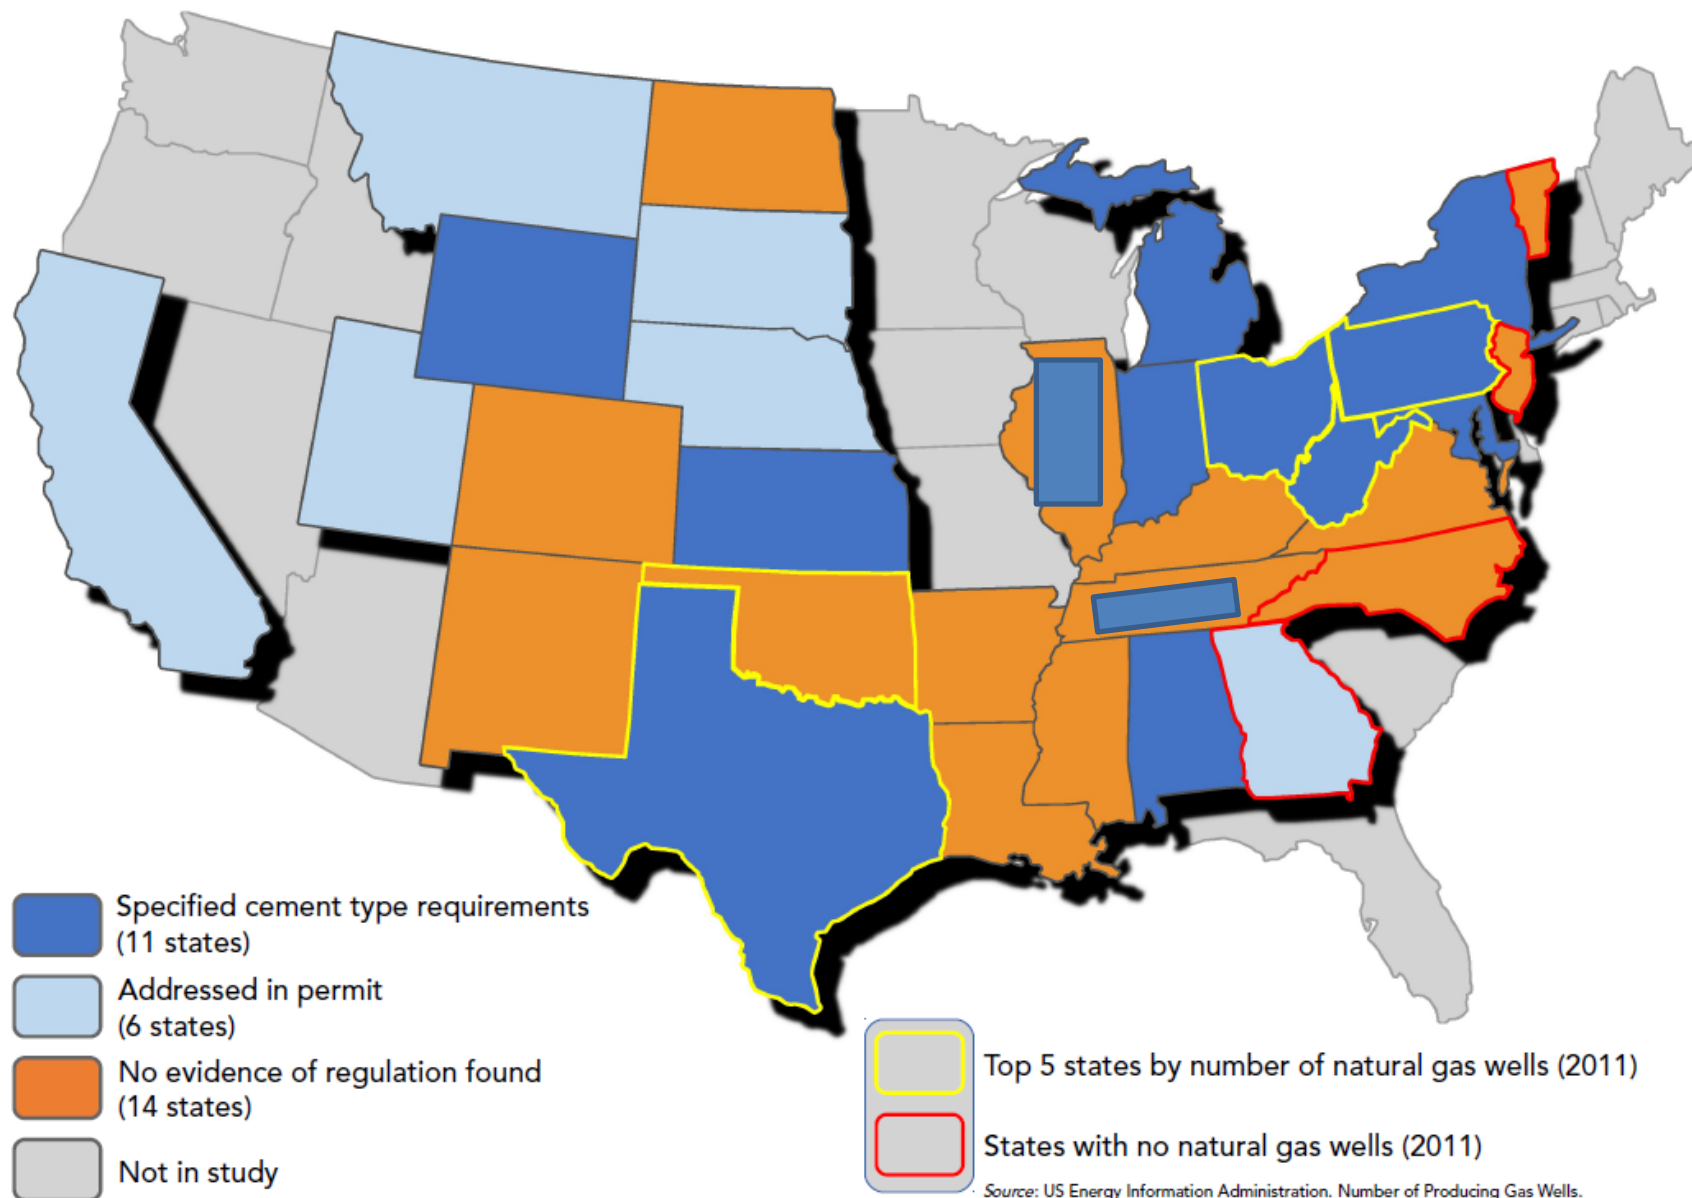 Specified cement type requirements
(11 states)
Addressed in permit
(6 states)
No evidence of regulation found
(14 states)
Not in study
Top 5 states by number of natural gas wells (2011)
States with no natural gas wells (2011)
Source: US Energy Information Administration. Number of Producing Gas Wells.